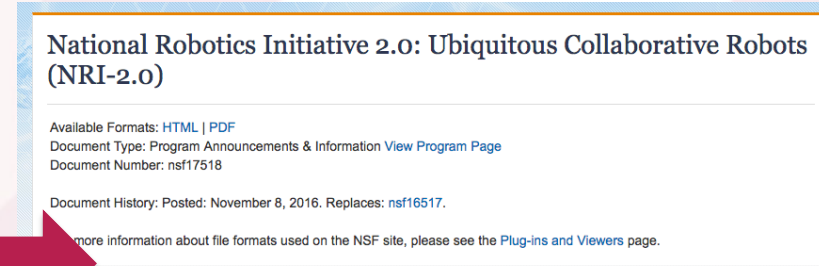 National Robotics Initiative 2.0: Ubiquitous Collaborative Robots
(NRI-2.0)
Available Formats: HTML | PDF
Document Type: Program Announcements & Information View Program Page
Document Number: nsf17518
Document History: Posted: November 8, 2016. Replaces: nsf16517.
more information about file formats used on the NSF site, please see the Plug-ins and Viewers page.